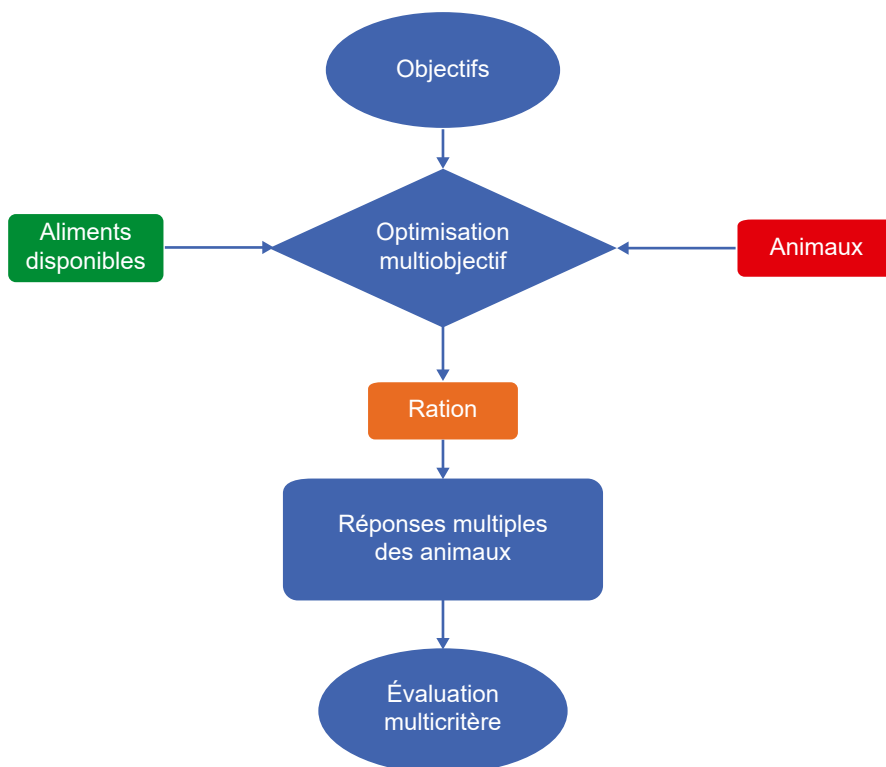 Objectifs
Aliments
disponibles
Optimisation
multiobjectif
Animaux
Ration
Réponses multiples
des animaux
Évaluation
multicritère